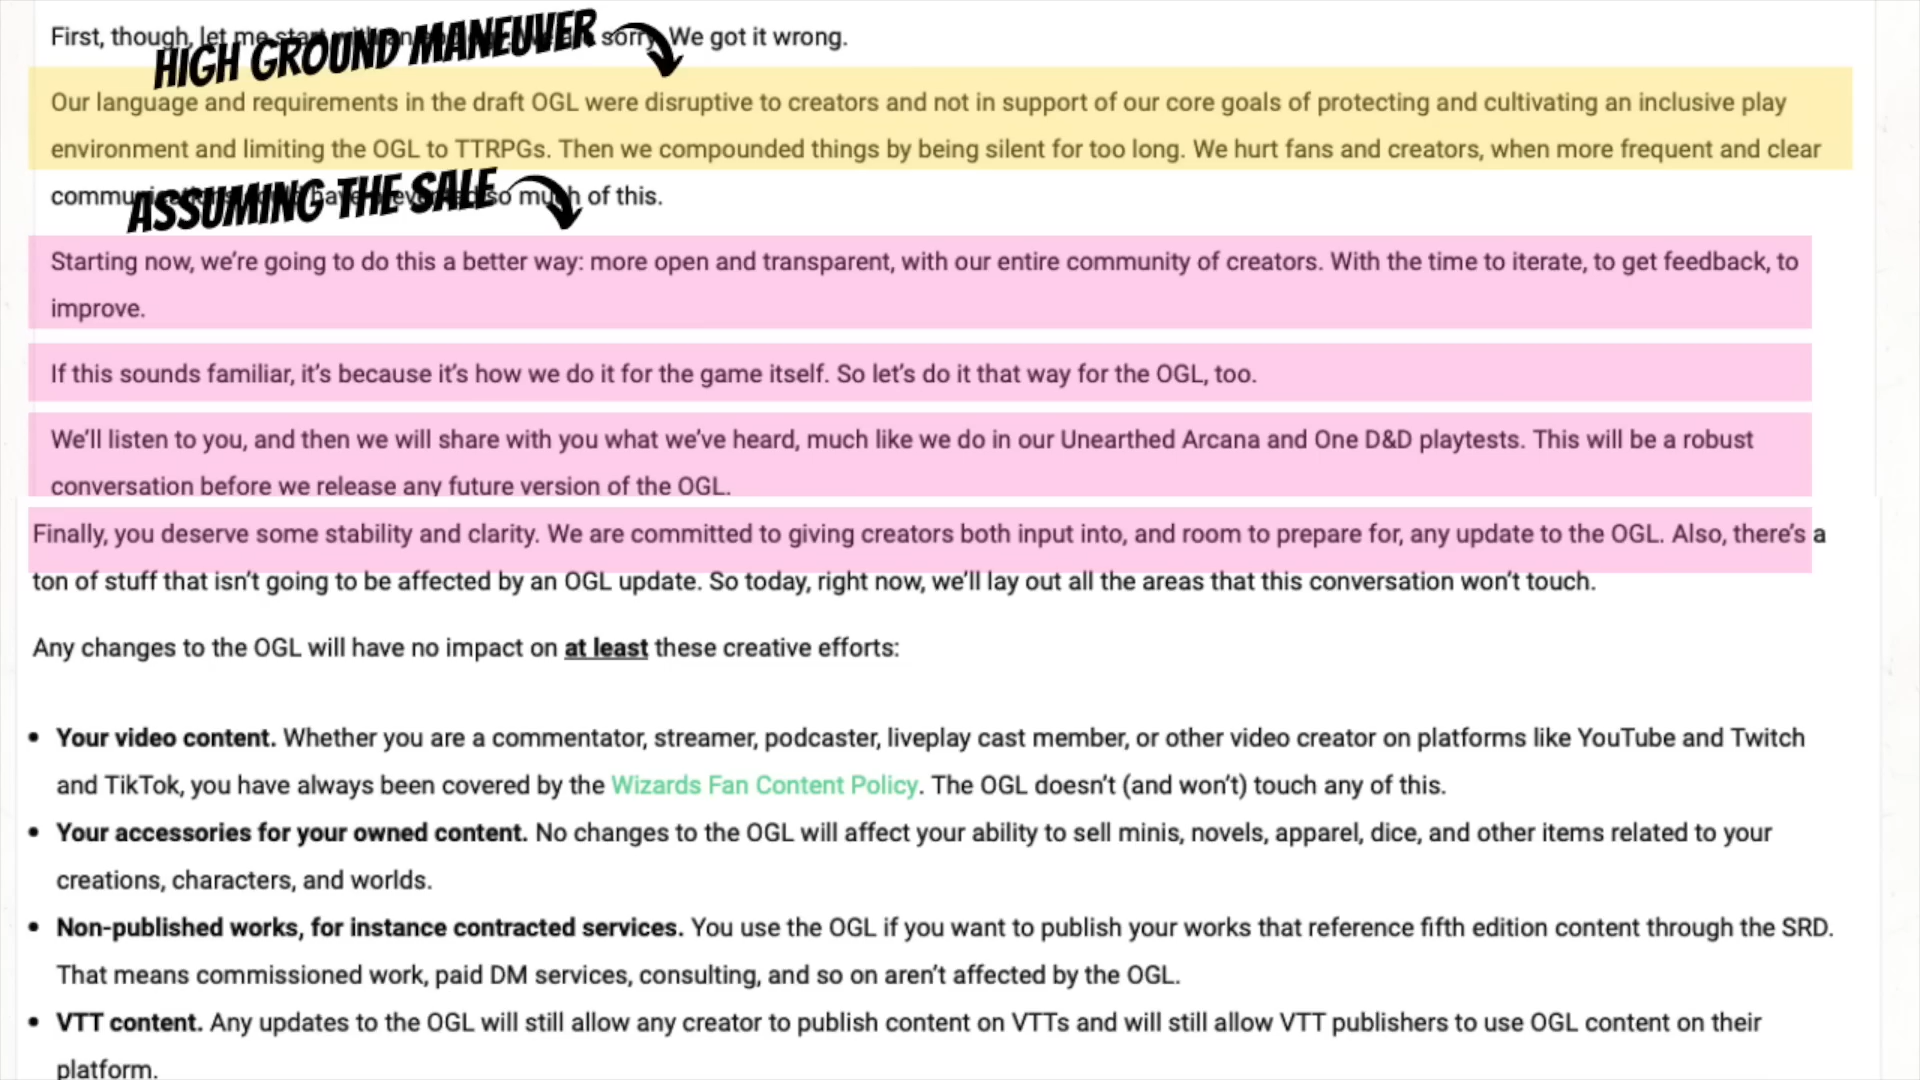 First, though, let me start with an sorry. We got it wrong.
HIGH GROUND MANEUVER
Our language and requirements in the draft OGL were disruptive to creators and not in support of our core goals of protecting and cultivating an inclusive play
environment and limiting the OGL to TTRPGs. Then we compounded things by being silent for too long. We hurt fans and creators, when more frequent and clear
communications could have prevented so much of this.
ASSUMING THE SALE
Starting now, we're going to do this a better way: more open and transparent, with our entire community of creators. With the time to iterate, to get feedback, to
improve.
If this sounds familiar, it's because it's how we do it for the game itself. So let's do it that way for the OGL, too.
We'll listen to you, and then we will share with you what we've heard, much like we do in our Unearthed Arcana and One D&D playtests. This will be a robust
conversation before we release any future version of the OGL.
Finally, you deserve some stability and clarity. We are committed to giving creators both input into, and room to prepare for, any update to the OGL. Also, there's a
ton of stuff that isn't going to be affected by an OGL update. So today, right now, we'll lay out all the areas that this conversation won't touch.
Any changes to the OGL will have no impact on at least these creative efforts:
• Your video content. Whether you are a commentator, streamer, podcaster, liveplay cast member, or other video creator on platforms like YouTube and Twitch
and TikTok, you have always been covered by the Wizards Fan Content Policy. The OGL doesn't (and won't) touch any of this.
• Your accessories for your owned content. No changes to the OGL will affect your ability to sell minis, novels, apparel, dice, and other items related to your
creations, characters, and worlds.
• Non-published works, for instance contracted services. You use the OGL if you want to publish your works that reference fifth edition content through the SRD.
That means commissioned work, paid DM services, consulting, and so on aren't affected by the OGL.
• VTT content. Any updates to the OGL will still allow any creator to publish content on VTTs and will still allow VTT publishers to use OGL content on their
platform.